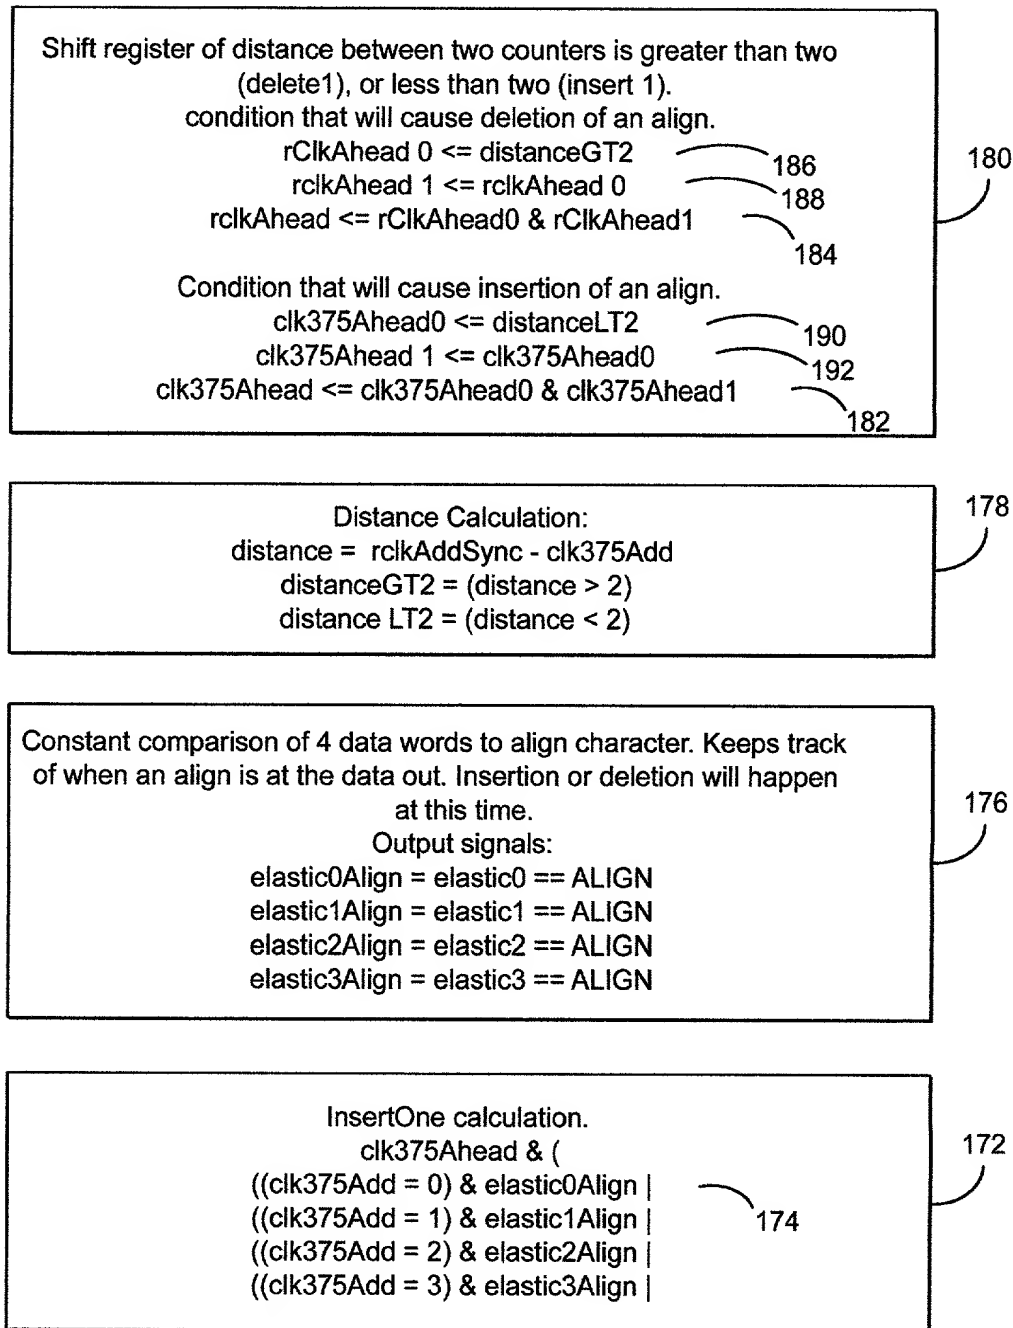 Shift register of distance between two counters is greater than two
(delete1), or less than two (insert 1).
condition that will cause deletion of an align.
rClkAhead 0 <= distanceGT2
186
rclkAhead 1 <= rclkAhead 0
188
rclkAhead <= rClkAhead0 & rClkAhead1
184
180
Condition that will cause insertion of an align.
clk375Ahead0 <= distanceLT2
190
clk375Ahead 1 <= clk375Ahead0
192
clk375Ahead <= clk375Ahead0 & clk375Ahead1
182
Distance Calculation:
distance = rclkAddSync - clk375Add
distanceGT2 = (distance > 2)
distance LT2 = (distance < 2)
178
Constant comparison of 4 data words to align character. Keeps track
of when an align is at the data out. Insertion or deletion will happen
at this time.
Output signals:
elastic0Align = elastic0 == ALIGN
elastic1Align = elastic1 == ALIGN
elastic2Align = elastic2 == ALIGN
elastic3Align = elastic3 == ALIGN
176
InsertOne calculation.
clk375Ahead & (
((clk375Add = 0) & elastic0Align |
174
((clk375Add = 1) & elastic1Align |
((clk375Add = 2) & elastic2Align |
((clk375Add = 3) & elastic3Align |
172